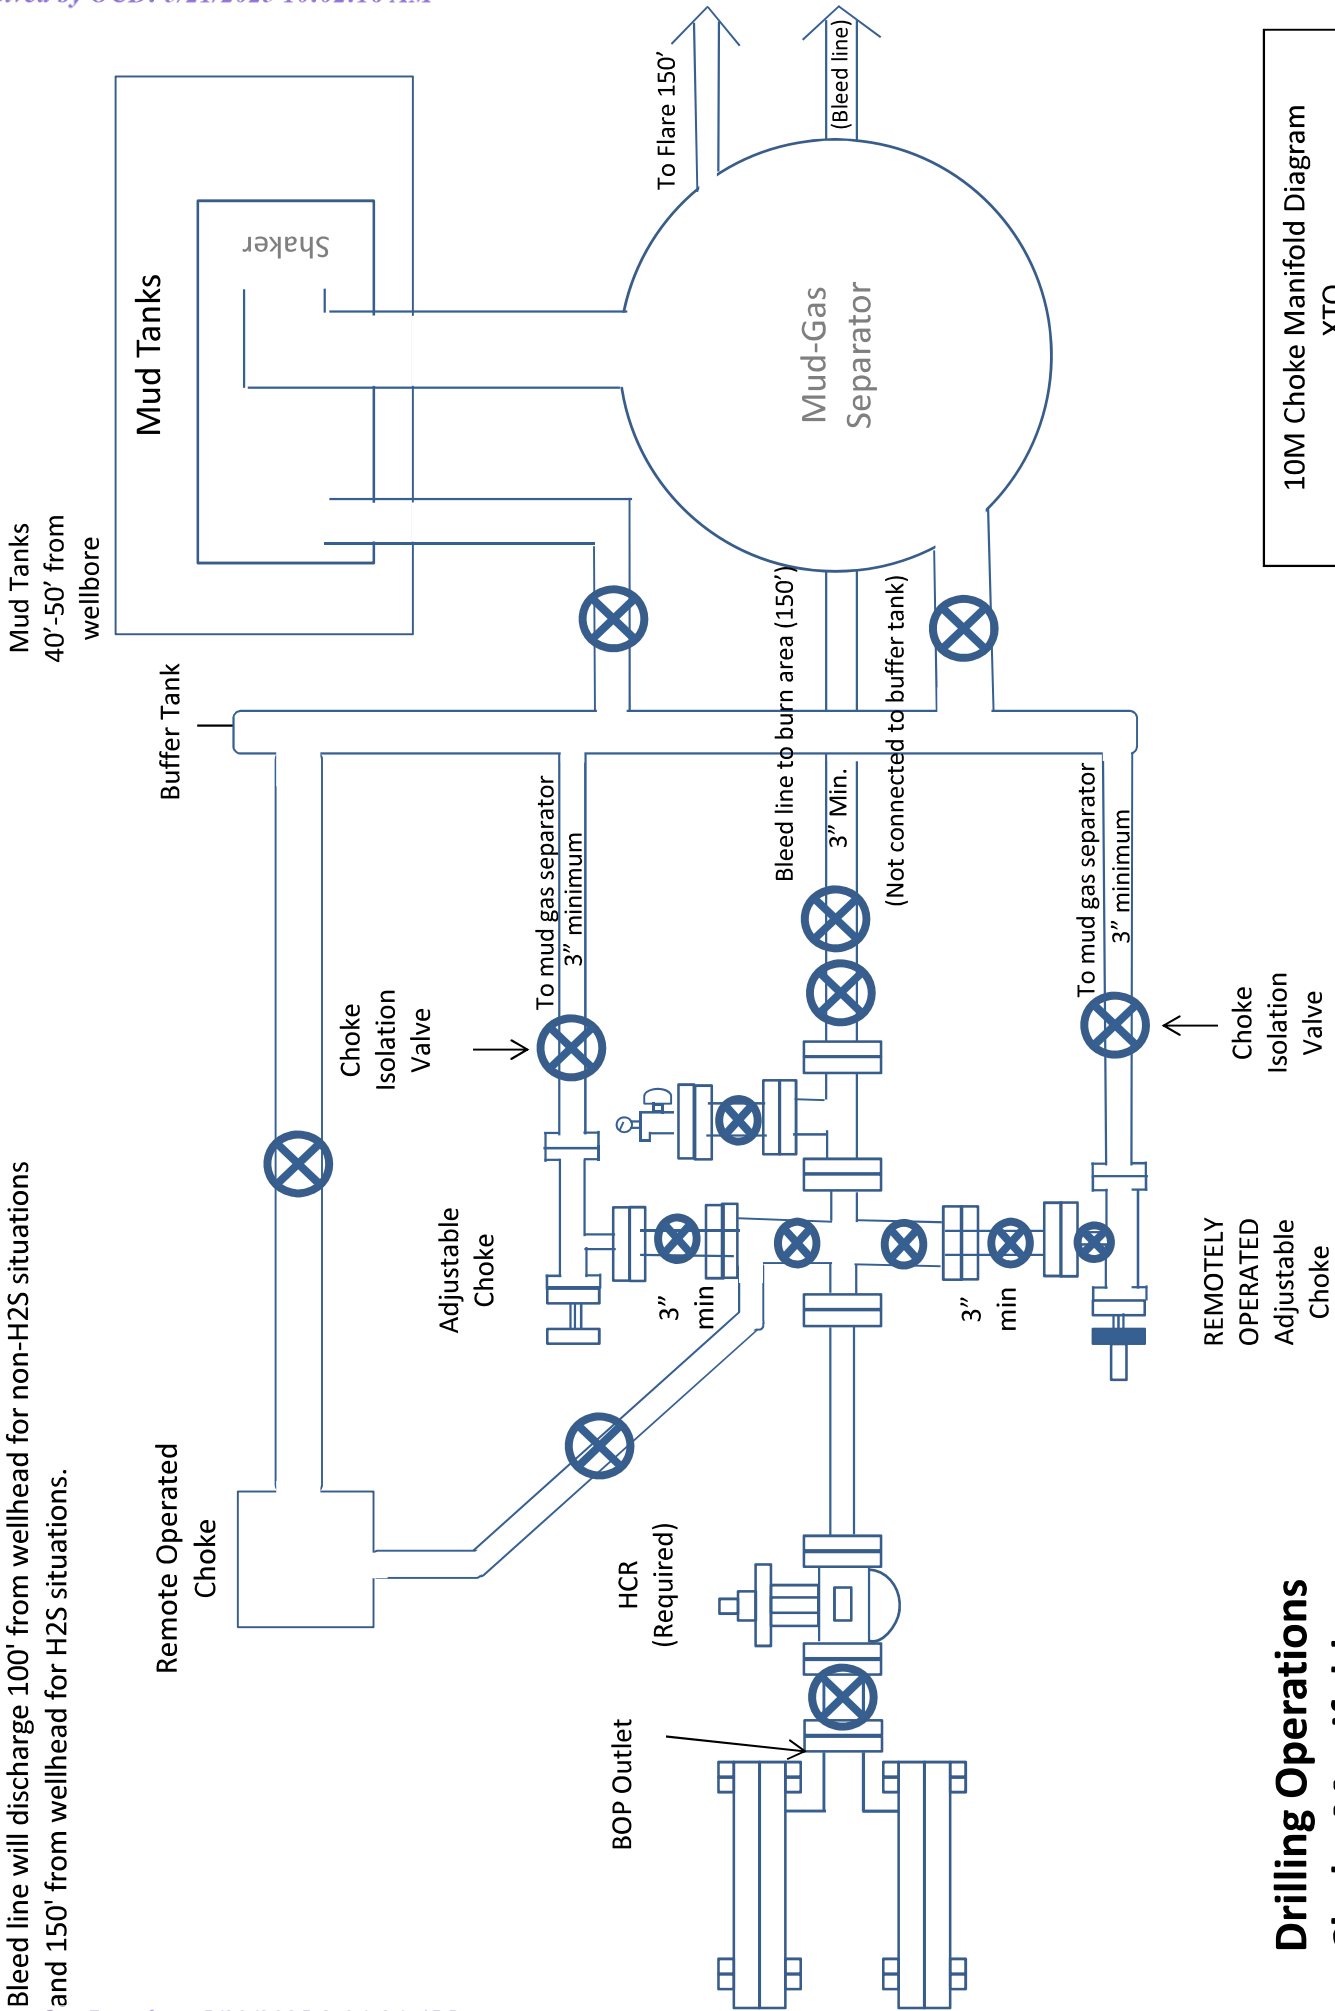 Bleed line will discharge 100' from wellhead for non-H2S situations
and 150' from wellhead for H2S situations.
Mud Tanks
40’-50’ from
wellbore
Mud Tanks
Shaker
Buffer Tank
Remote Operated
Choke
Choke
Isolation
Valve
Adjustable
Choke
To mud gas separator
3” minimum
To Flare 150’
(Bleed line)
Mud-Gas
Separator
Bleed line to burn area (150’)
3” Min.
(Not connected to buffer tank)
3”
min
3”
min
To mud gas separator
3” minimum
HCR
(Required)
BOP Outlet
REMOTELY
OPERATED
Adjustable
Choke
Choke
Isolation
Valve
10M Choke Manifold Diagram
XTO
Drilling Operations